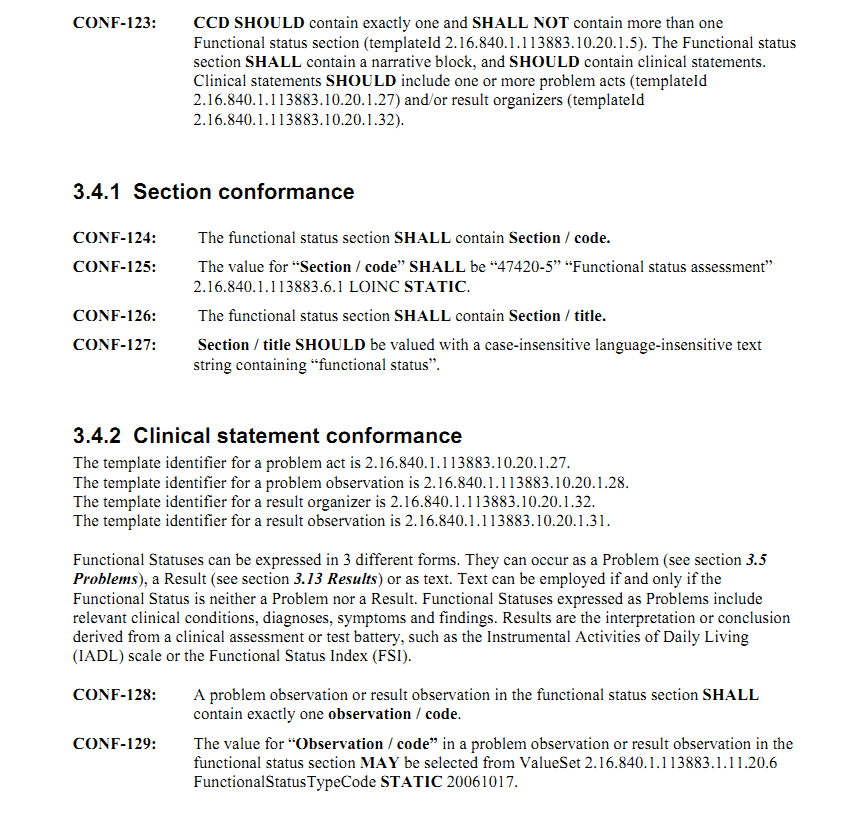 CONF-123: CCD SHOULD contain exactly one and SHALL NOT contain more than one
Functional status section (templateId 2.16.840.1.113883.10.20.1.5). The Functional status
section SHALL contain a narrative block, and SHOULD contain clinical statements.
Clinical statements SHOULD include one or more problem acts (templateId
2.16.840.1.113883.10.20.1.27) and/or result organizers (templateId
2.16.840.1.113883.10.20.1.32).
3.4.1 Section conformance
CONF-124: The functional status section SHALL contain Section / code.
CONF-125: The value for “Section / code” SHALL be “47420-5” “Functional status assessment”
2.16.840.1.113883.6.1 LOINC STATIC.
CONF-126: The functional status section SHALL contain Section / title.
CONF-127: Section / title SHOULD be valued with a case-insensitive language-insensitive text
string containing “functional status”.
3.4.2 Clinical statement conformance
The template identifier for a problem act is 2.16.840.1.113883.10.20.1.27.
The template identifier for a problem observation is 2.16.840.1.113883.10.20.1.28.
The template identifier for a result organizer is 2.16.840.1.113883.10.20.1.32.
The template identifier for a result observation is 2.16.840.1.113883.10.20.1.31.
Functional Statuses can be expressed in 3 different forms. They can occur as a Problem (see section 3.5
Problems), a Result (see section 3.13 Results) or as text. Text can be employed if and only if the
Functional Status is neither a Problem nor a Result. Functional Statuses expressed as Problems include
relevant clinical conditions, diagnoses, symptoms and findings. Results are the interpretation or conclusion
derived from a clinical assessment or test battery, such as the Instrumental Activities of Daily Living
(IADL) scale or the Functional Status Index (FSI).
CONF-128: A problem observation or result observation in the functional status section SHALL
contain exactly one observation / code.
CONF-129: The value for “Observation / code” in a problem observation or result observation in the
functional status section MAY be selected from ValueSet 2.16.840.1.113883.1.11.20.6
FunctionalStatusTypeCode STATIC 20061017.